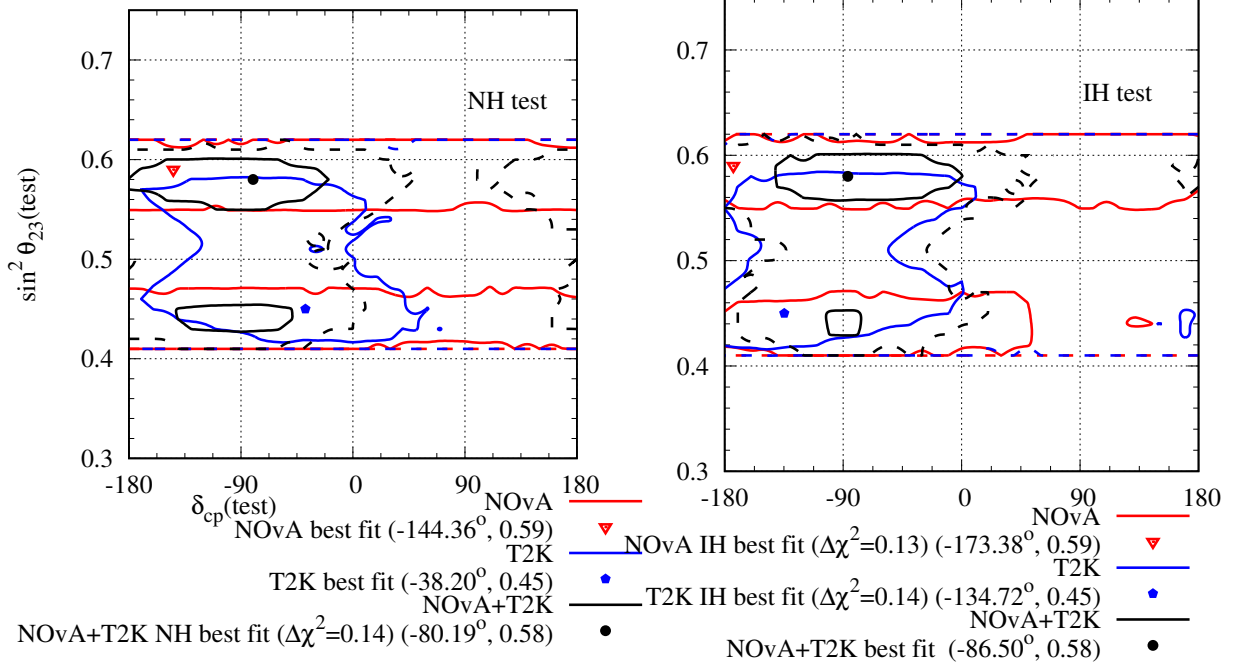 0.7
NH test
0.6
0.5
0.4
0.3
sin² θ₂₃(test)
-180 -90 0 90 180
δcp(test)
NOvA
NOvA best fit (-144.36°, 0.59)
T2K
T2K best fit (-38.20°, 0.45)
NOvA+T2K
NOvA+T2K NH best fit (Δχ²=0.14) (-80.19°, 0.58)
0.7
IH test
0.6
0.5
0.4
0.3
-180 -90 0 90 180
NOvA
NOvA IH best fit (Δχ²=0.13) (-173.38°, 0.59)
T2K
T2K IH best fit (Δχ²=0.14) (-134.72°, 0.45)
NOvA+T2K
NOvA+T2K best fit (-86.50°, 0.58)